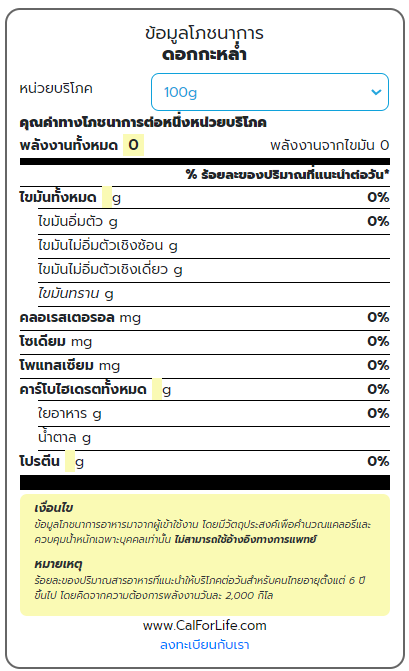 ข้อมูลโภชนาการ
ดอกกะหล่ำ
หน่วยบริโภค 100g
คุณค่าทางโภชนาการต่อหนึ่งหน่วยบริโภค
พลังงานทั้งหมด 0 พลังงานจากไขมัน 0
% ร้อยละของปริมาณที่แนะนำต่อวัน*
ไขมันทั้งหมด g 0%
ไขมันอิ่มตัว g 0%
ไขมันไม่อิ่มตัวเชิงซ้อน g
ไขมันไม่อิ่มตัวเชิงเดี่ยว g
ไขมันทราน g
คลอเรสเตอรอล mg 0%
โซเดียม mg 0%
โพแทสเซียม mg 0%
คาร์โบไฮเดรตทั้งหมด g 0%
ใยอาหาร g 0%
น้ำตาล g
โปรตีน g 0%
เงื่อนไข
ข้อมูลโภชนาการอาหารมาจากผู้เข้าใช้งาน โดยมีวัตถุประสงค์เพื่อคำนวณแคลอรี่และ
ควบคุมน้ำหนักเฉพาะบุคคลเท่านั้น ไม่สามารถใช้อ้างอิงทางการแพทย์
หมายเหตุ
ร้อยละของปริมาณสารอาหารที่แนะนำให้บริโภคต่อวันสำหรับคนไทยอายุตั้งแต่ 6 ปี
ขึ้นไป โดยคิดจากความต้องการพลังงานวันละ 2,000 กิโล
www.CalForLife.com
ลงทะเบียนกับเรา